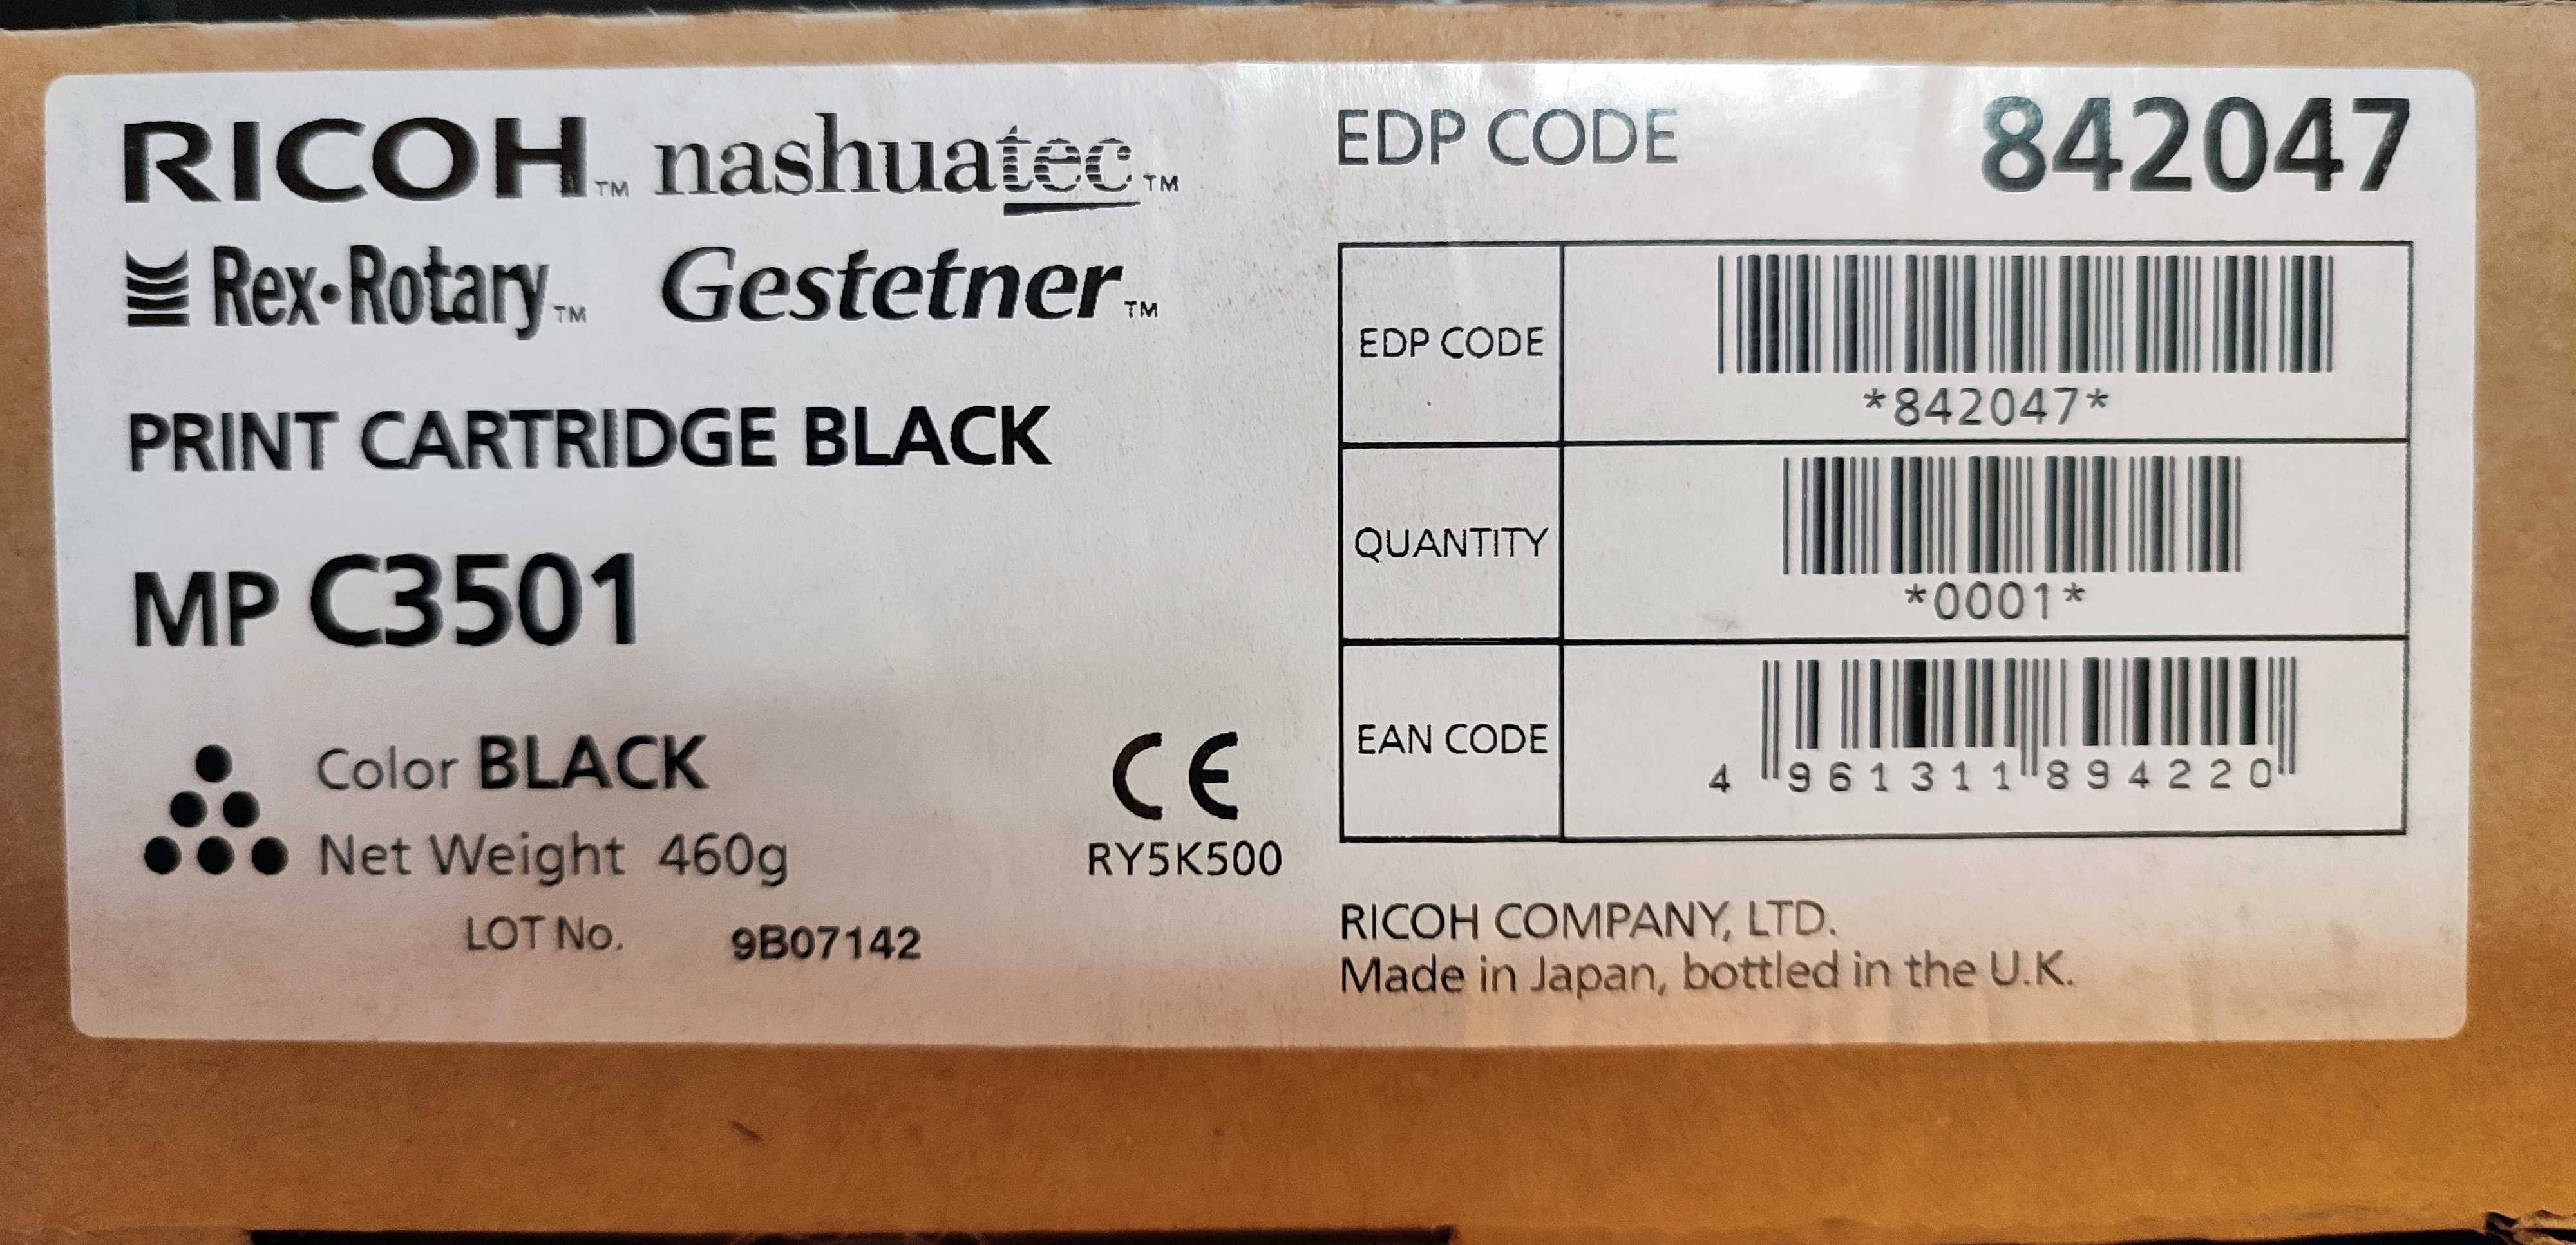 RICOH™ nashuatec™
Rex•Rotary™ Gestetner™
PRINT CARTRIDGE BLACK
MP C3501
Color BLACK
Net Weight 460g
LOT No. 9B07142
CE
RY5K500
EDP CODE 842047
EDP CODE *842047*
QUANTITY *0001*
EAN CODE 4 961311 894220
RICOH COMPANY, LTD.
Made in Japan, bottled in the U.K.